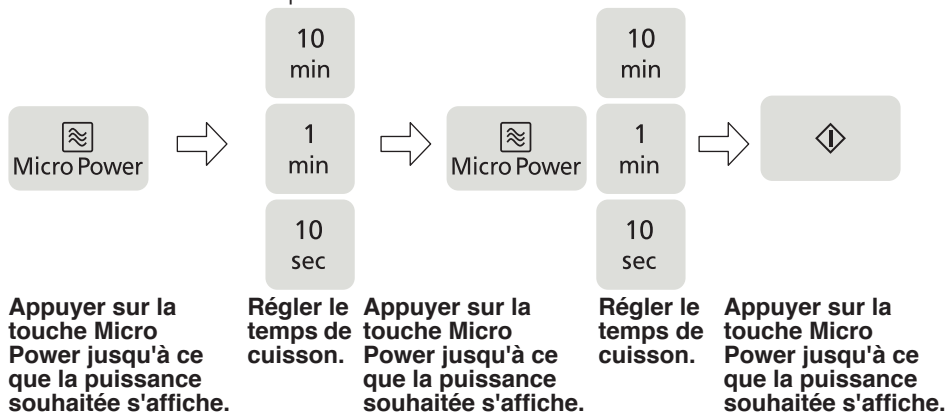 10
min
1
min
10
sec
Micro Power
10
min
1
min
10
sec
Micro Power
Appuyer sur la
touche Micro
Power jusqu'à ce
que la puissance
souhaitée s'affiche.
Régler le
temps de
cuisson.
Appuyer sur la
touche Micro
Power jusqu'à ce
que la puissance
souhaitée s'affiche.
Régler le
temps de
cuisson.
Appuyer sur la
touche Micro
Power jusqu'à ce
que la puissance
souhaitée s'affiche.